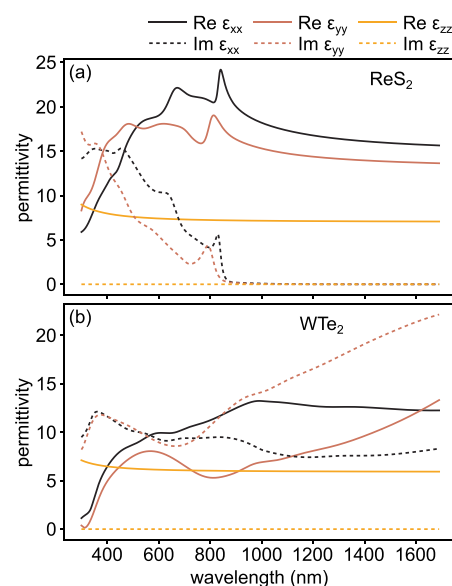 Re εxx Re εyy Re εzz
Im εxx Im εyy Im εzz
(a) ReS2
25
20
15
10
5
0
permittivity
(b) WTe2
20
15
10
5
0
permittivity
400 600 800 1000 1200 1400 1600
wavelength (nm)